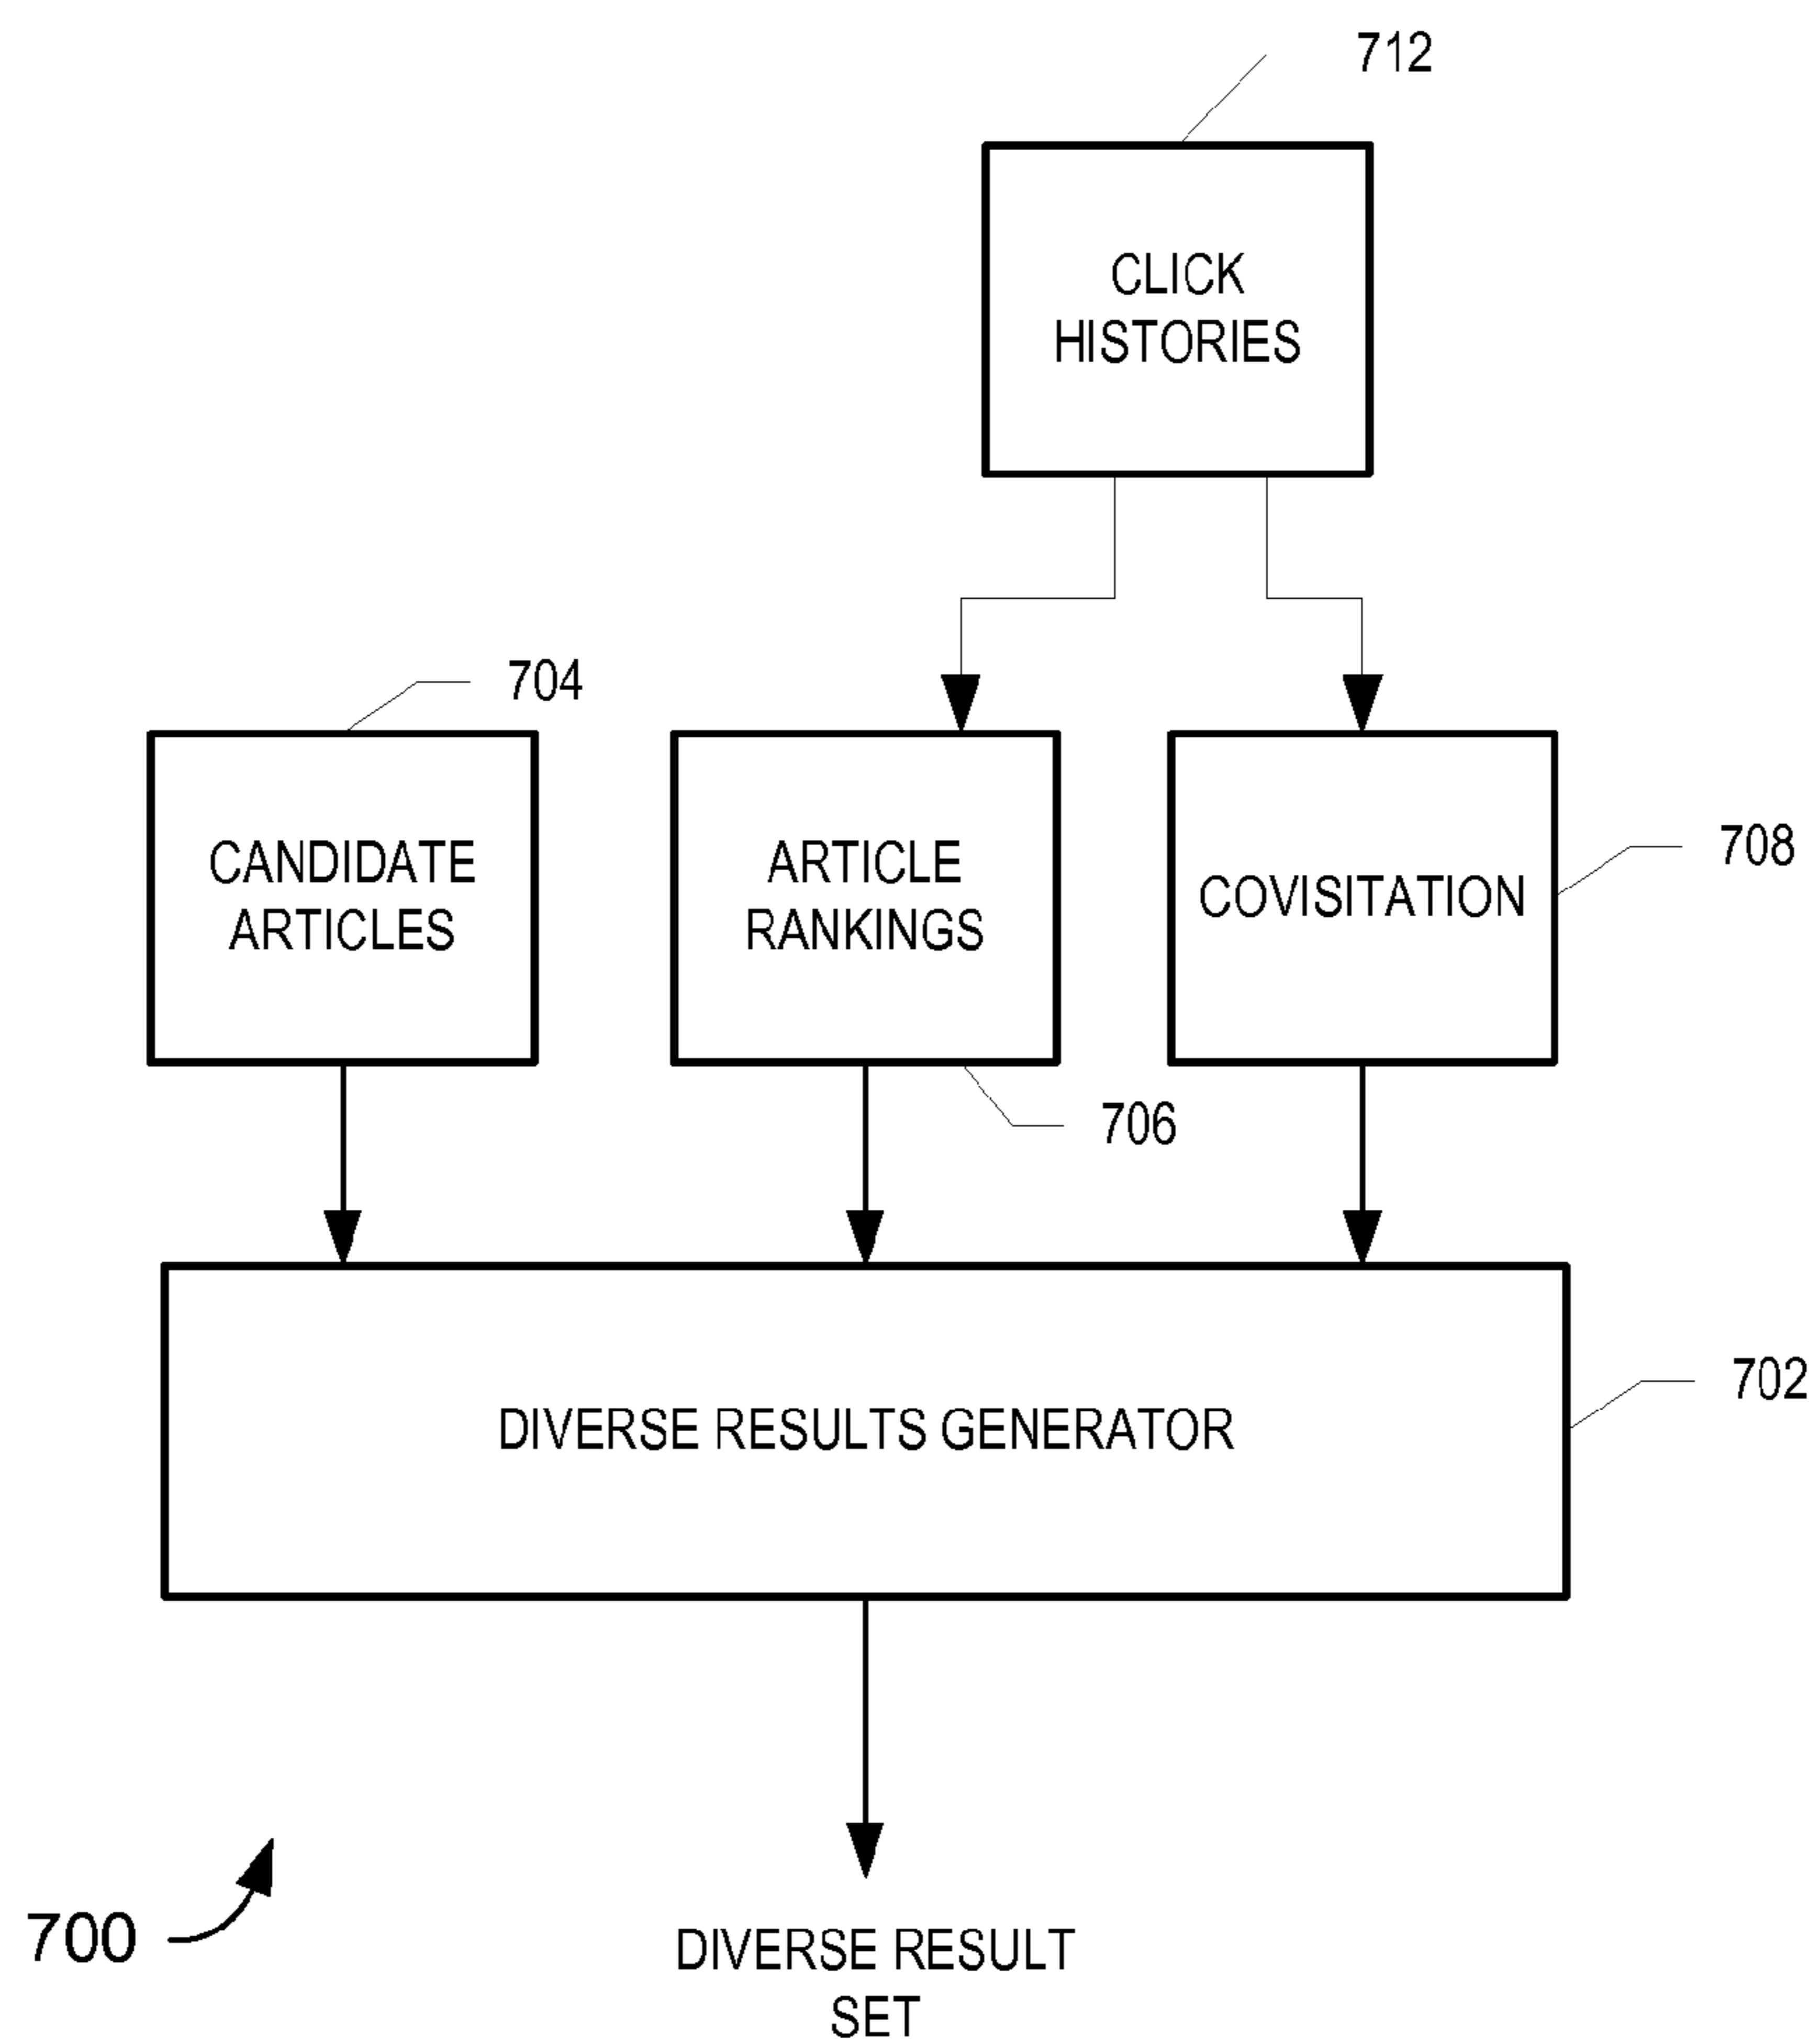 712
CLICK
HISTORIES
704
CANDIDATE
ARTICLES
ARTICLE
RANKINGS
COVISITATION
708
706
DIVERSE RESULTS GENERATOR
702
700
DIVERSE RESULT
SET